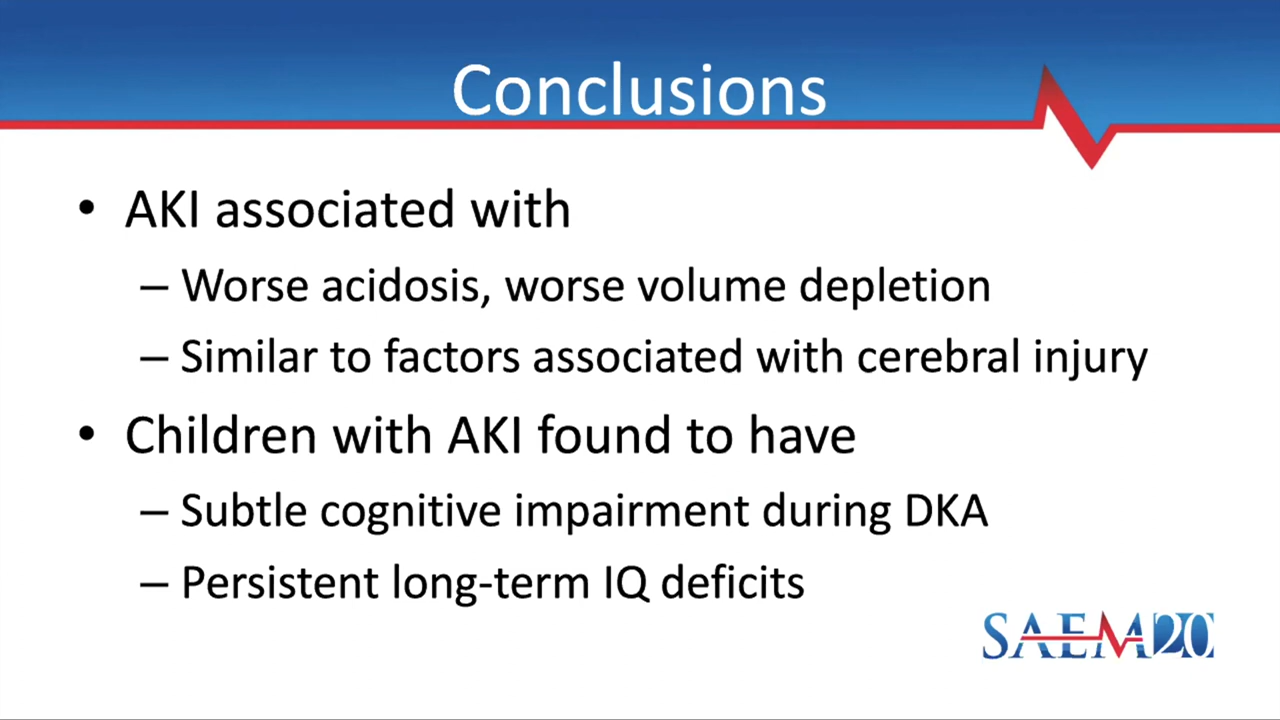 Conclusions
• AKI associated with
– Worse acidosis, worse volume depletion
– Similar to factors associated with cerebral injury
• Children with AKI found to have
– Subtle cognitive impairment during DKA
– Persistent long-term IQ deficits
SAEM20